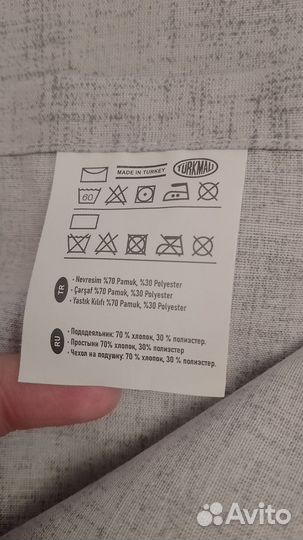 MADE IN TURKEY
TÜRKMALI
60
TR
- Nevresim %70 Pamuk, %30 Polyester
- Çarşaf %70 Pamuk, %30 Polyester
- Yastık Kılıfı %70 Pamuk, %30 Polyester
RU
- Пододеяльник: 70 % хлопок, 30 % полиэстер.
- Простыни 70% хлопок, 30% полиэстер
- Чехол на подушку: 70 % хлопок, 30 % полиэстер.
Avito